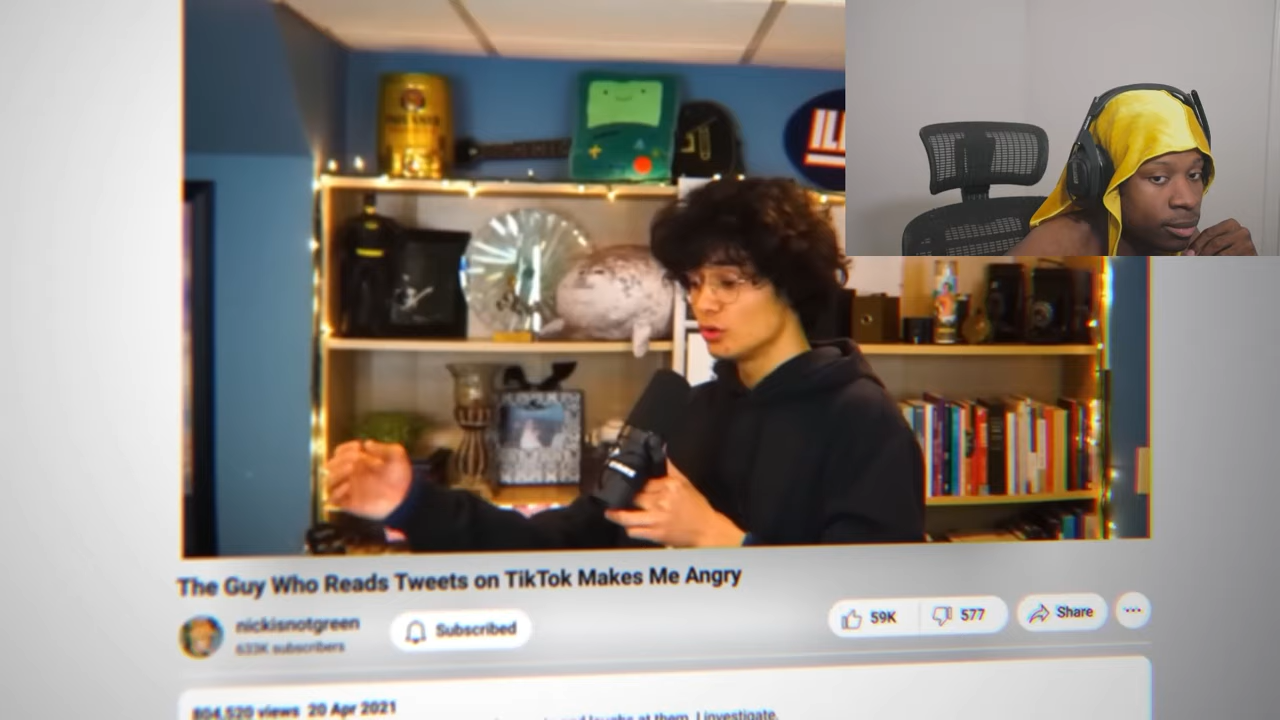 The Guy Who Reads Tweets on TikTok Makes Me Angry
nickisnotgreen
633K subscribers
Subscribed
59K
577
Share
804,520 views 20 Apr 2021
laughs at them. I investigate.